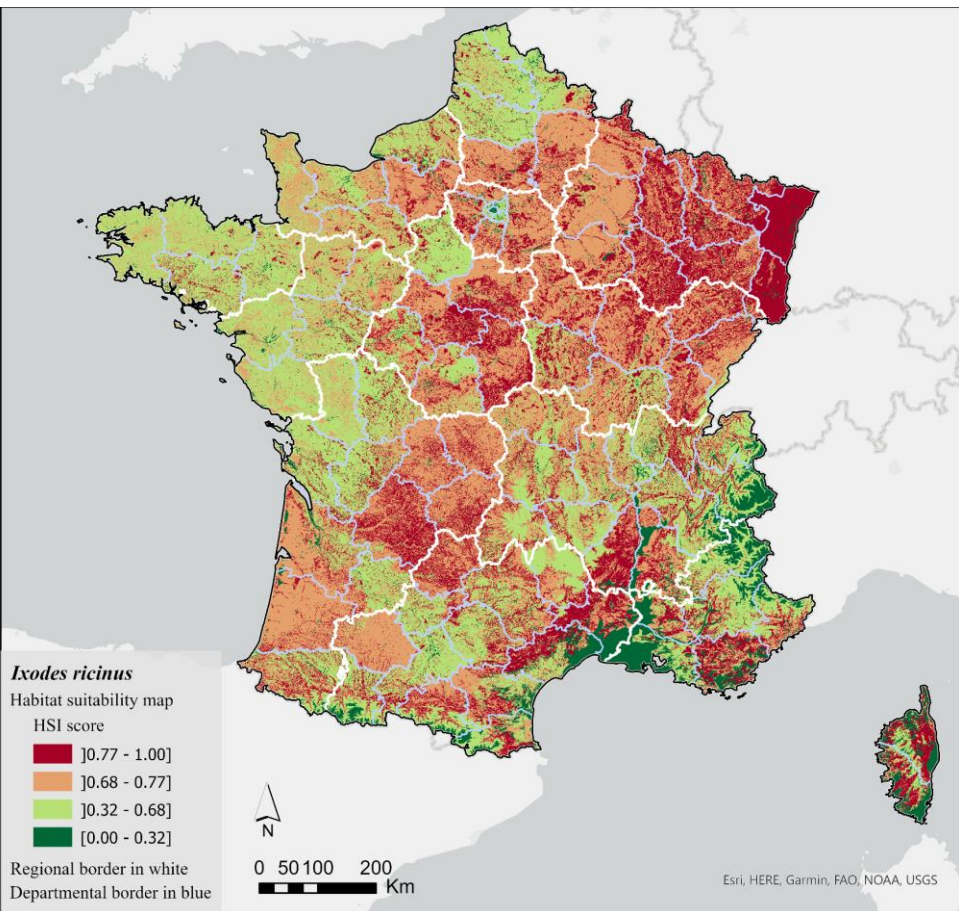 Ixodes ricinus
Habitat suitability map
HSI score
]0.77 - 1.00]
]0.68 - 0.77]
]0.32 - 0.68]
[0.00 - 0.32]
Regional border in white
Departmental border in blue
N
0 50 100 200
Km
Esri, HERE, Garmin, FAO, NOAA, USGS